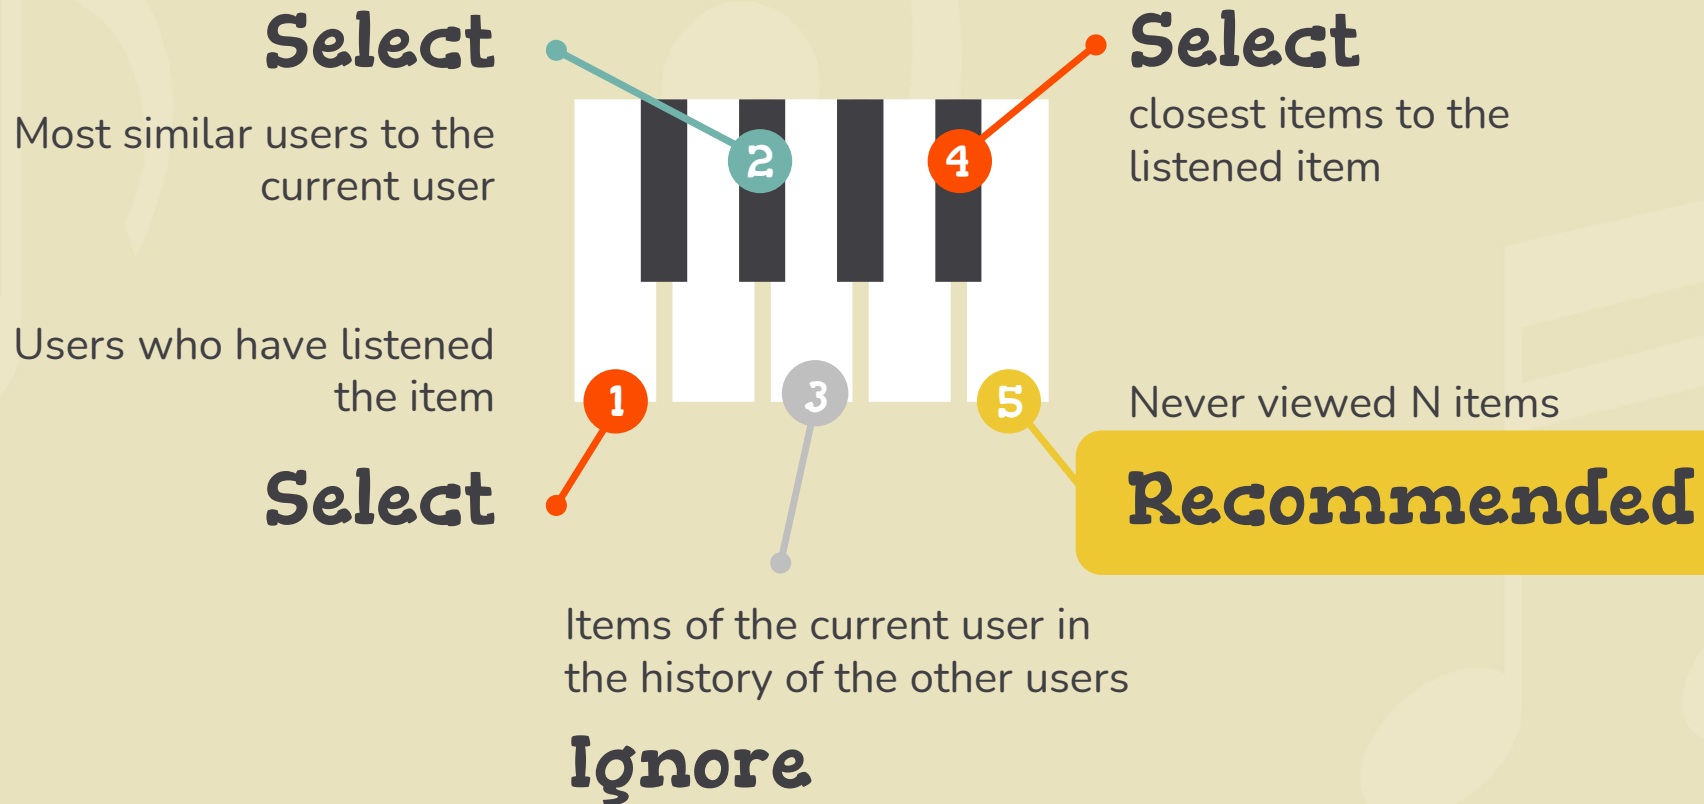 Select
Most similar users to the
current user
Users who have listened
the item
Select
2
4
1
3
5
Select
closest items to the
listened item
Never viewed N items
Recommended
Items of the current user in
the history of the other users
Ignore